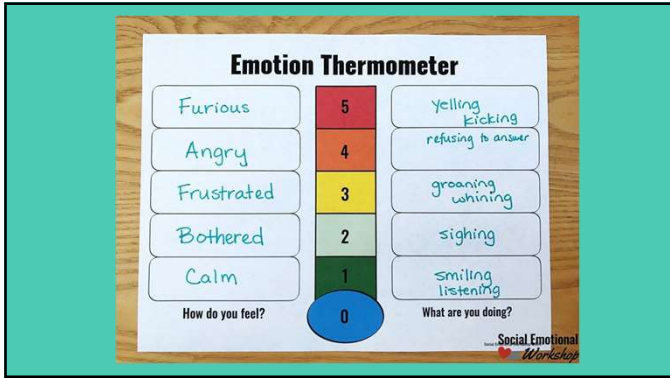 Emotion Thermometer
Furious
5
yelling
kicking
Angry
4
refusing to answer
Frustrated
3
groaning
whining
Bothered
2
sighing
Calm
1
smiling
listening
How do you feel?
0
What are you doing?
Social Emotional
Workshop